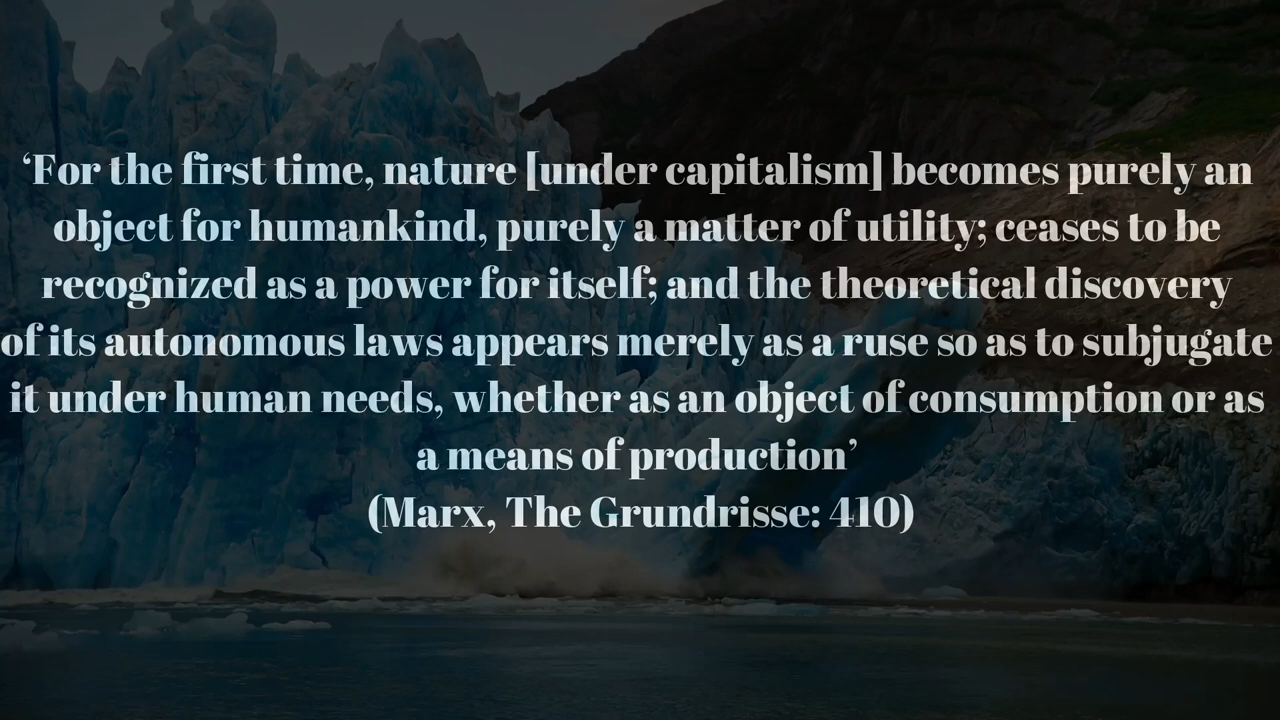 ‘For the first time, nature [under capitalism] becomes purely an
object for humankind, purely a matter of utility; ceases to be
recognized as a power for itself; and the theoretical discovery
of its autonomous laws appears merely as a ruse so as to subjugate
it under human needs, whether as an object of consumption or as
a means of production’
(Marx, The Grundrisse: 410)